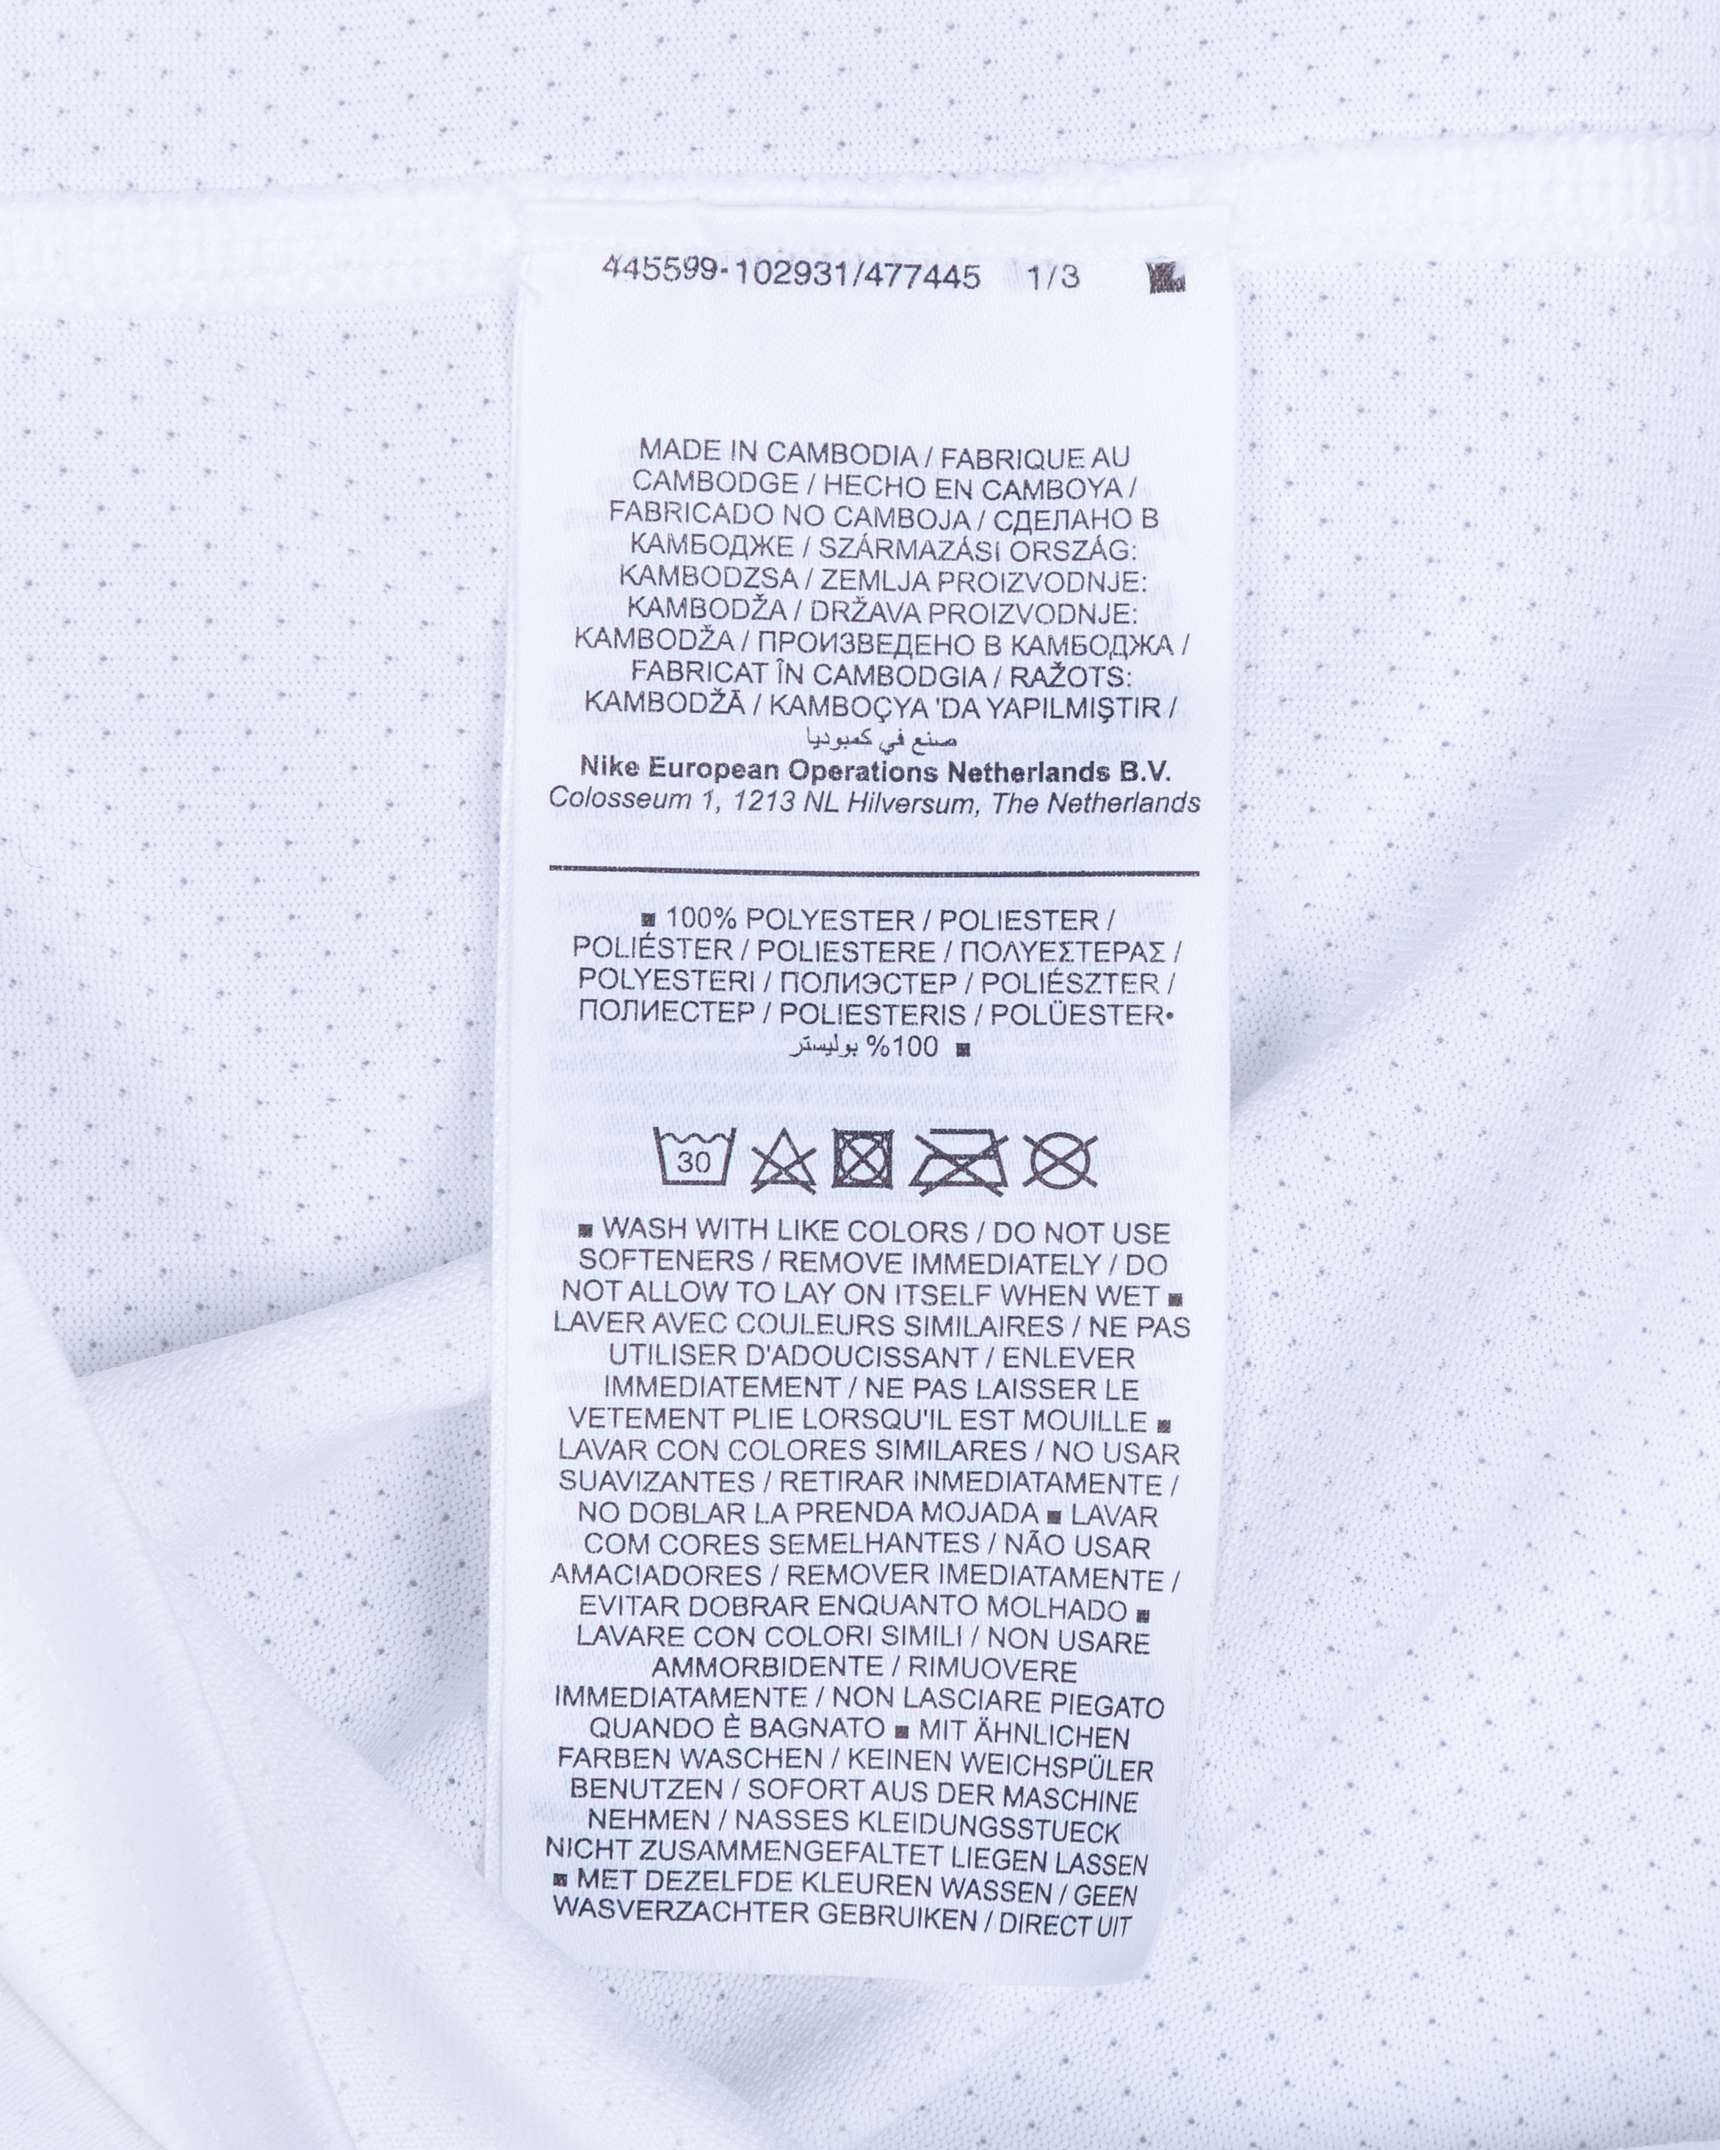 445599-102931/477445 1/3
MADE IN CAMBODIA / FABRIQUE AU
CAMBODGE / HECHO EN CAMBOYA /
FABRICADO NO CAMBOJA / СДЕЛАНО В
КАМБОДЖЕ / SZÁRMAZÁSI ORSZÁG:
KAMBODZSA / ZEMLJA PROIZVODNJE:
KAMBODŽA / DRŽAVA PROIZVODNJE:
KAMBODŽA / ПРОИЗВЕДЕНО В КАМБОДЖА /
FABRICAT ÎN CAMBODGIA / RAŽOTS:
KAMBODŽĀ / KAMBOÇYA 'DA YAPILMIŞTIR /
صنع في كمبوديا
Nike European Operations Netherlands B.V.
Colosseum 1, 1213 NL Hilversum, The Netherlands
■ 100% POLYESTER / POLIESTER /
POLIÉSTER / POLIESTERE / ΠΟΛΥΕΣΤΕΡΑΣ /
POLYESTERI / ПОЛИЭСТЕР / POLIÉSZTER /
ПОЛИЕСТЕР / POLIESTERIS / POLÜESTER•
■ 100% بوليستر
30
■ WASH WITH LIKE COLORS / DO NOT USE
SOFTENERS / REMOVE IMMEDIATELY / DO
NOT ALLOW TO LAY ON ITSELF WHEN WET ■
LAVER AVEC COULEURS SIMILAIRES / NE PAS
UTILISER D'ADOUCISSANT / ENLEVER
IMMEDIATEMENT / NE PAS LAISSER LE
VETEMENT PLIE LORSQU'IL EST MOUILLE ■
LAVAR CON COLORES SIMILARES / NO USAR
SUAVIZANTES / RETIRAR INMEDIATAMENTE /
NO DOBLAR LA PRENDA MOJADA ■ LAVAR
COM CORES SEMELHANTES / NÃO USAR
AMACIADORES / REMOVER IMEDIATAMENTE /
EVITAR DOBRAR ENQUANTO MOLHADO ■
LAVARE CON COLORI SIMILI / NON USARE
AMMORBIDENTE / RIMUOVERE
IMMEDIATAMENTE / NON LASCIARE PIEGATO
QUANDO È BAGNATO ■ MIT ÄHNLICHEN
FARBEN WASCHEN / KEINEN WEICHSPÜLER
BENUTZEN / SOFORT AUS DER MASCHINE
NEHMEN / NASSES KLEIDUNGSSTUECK
NICHT ZUSAMMENGEFALTET LIEGEN LASSEN
■ MET DEZELFDE KLEUREN WASSEN / GEEN
WASVERZACHTER GEBRUIKEN / DIRECT UIT